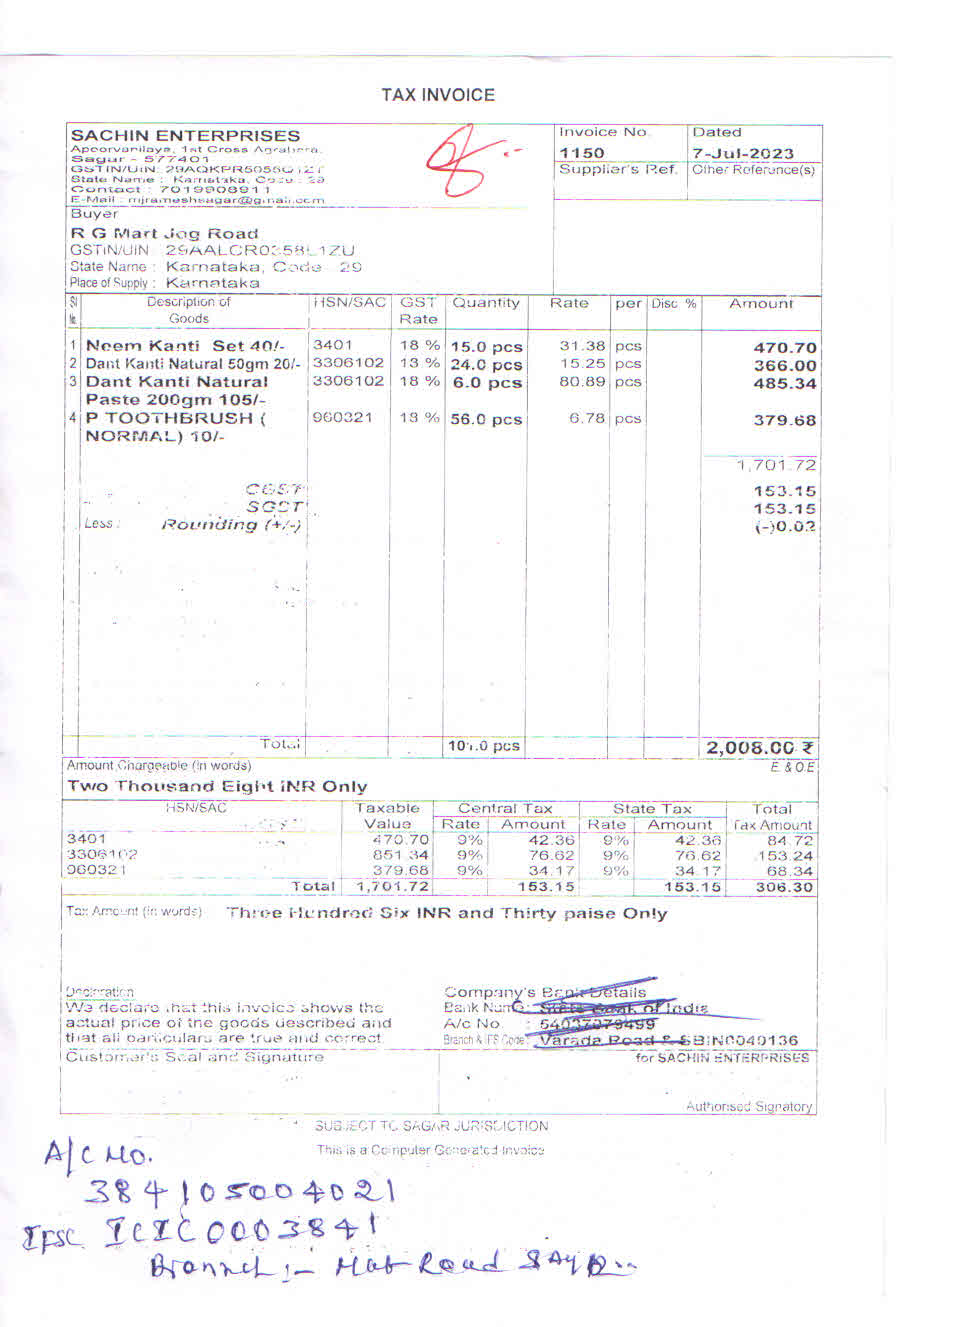 TAX INVOICE
SACHIN ENTERPRISES
1st Cross Agrahara,
Sagar - 577401
GSTIN/UIN:
State Name : Karnataka, Code : 29
Contact : 7019908911
E-Mail : mjrameshsagar@gmail.com
Invoice No.
1150
Dated
7-Jul-2023
Supplier's Ref.
Other Reference(s)
Buyer
R G Mart Jog Road
GSTIN/UIN : 29AALCR0358L1ZU
State Name : Karnataka, Code : 29
Place of Supply : Karnataka
Sl No. Description of Goods HSN/SAC GST Rate Quantity Rate per Disc. % Amount
1 Neem Kanti Set 40/- 3401 18 % 15.0 pcs 31.38 pcs 470.70
2 Dant Kanti Natural 50gm 20/- 3306102 13 % 24.0 pcs 15.25 pcs 366.00
3 Dant Kanti Natural 3306102 18 % 6.0 pcs 80.89 pcs 485.34
Paste 200gm 105/-
4 P TOOTHBRUSH ( 960321 13 % 56.0 pcs 6.78 pcs 379.68
NORMAL) 10/-
1,701.72
CGST 153.15
SGST 153.15
Less : Rounding (+/-) (-)0.02
Total 101.0 pcs 2,008.00 ₹
Amount Chargeable (in words) E. & O.E
Two Thousand Eight INR Only
HSN/SAC Taxable Value Central Tax State Tax Total Tax Amount
Rate Amount Rate Amount
3401 470.70 9% 42.36 9% 42.36 84.72
3306102 851.34 9% 76.62 9% 76.62 153.24
960321 379.68 9% 34.17 9% 34.17 68.34
Total 1,701.72 153.15 153.15 306.30
Tax Amount (in words) Three Hundred Six INR and Thirty paise Only
Declaration
We declare that this invoice shows the
actual price of the goods described and
that all particulars are true and correct.
Company's Bank Details
Bank Name : State Bank of India
A/c No. :
Branch & IFS Code : Varada Road & SBIN0040136
Customer's Seal and Signature
for SACHIN ENTERPRISES
Authorised Signatory
SUBJECT TO SAGAR JURISDICTION
This is a Computer Generated Invoice
A/C No.
384105004021
IFSC ICIC0003841
Branch :- Road